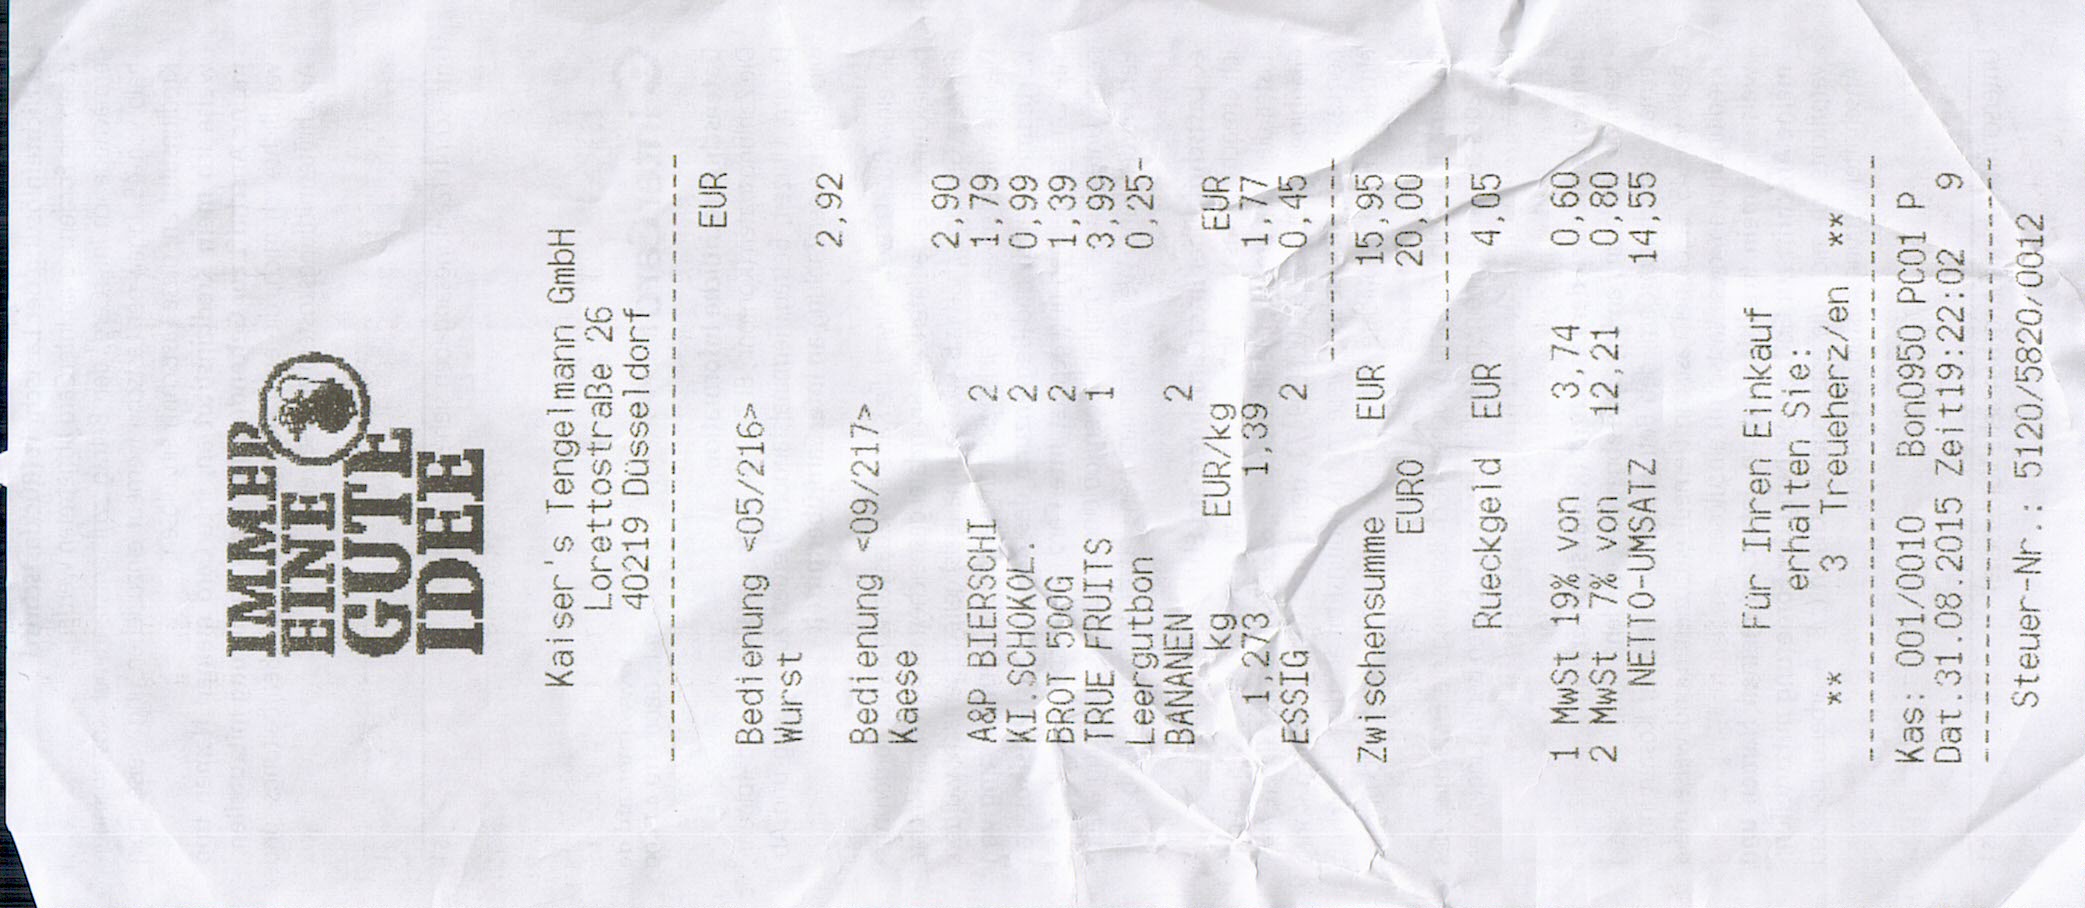 IMMER
EINE
GUTE
IDEE
Kaiser's Tengelmann GmbH
Lorettostraße 26
40219 Düsseldorf
--------------------------------
EUR
Bedienung <05/216>
Wurst 2,92
Bedienung <09/217>
Kaese
2,90
A&P BIERSCHI 2 1,79
KI.SCHOKOL. 2 0,99
BROT 500G 2 1,39
TRUE FRUITS 1 3,99
Leergutbon 0,25-
BANANEN 2
kg EUR/kg EUR
1,273 1,39 1,39 1,77
ESSIG 2 0,45
-----------
Zwischensumme EUR 15,95
EURO 20,00
-----------
Rueckgeld EUR 4,05
1 MwSt 19% von 3,74 0,60
2 MwSt 7% von 12,21 0,80
NETTO-UMSATZ 14,55
Für Ihren Einkauf
erhalten Sie:
** 3 Treueherz/en **
--------------------------------
Kas: 001/0010 Bon0950 PC01 P
Dat.31.08.2015 Zeit19:22:02 9
--------------------------------
Steuer-Nr.: 5120/5820/0012